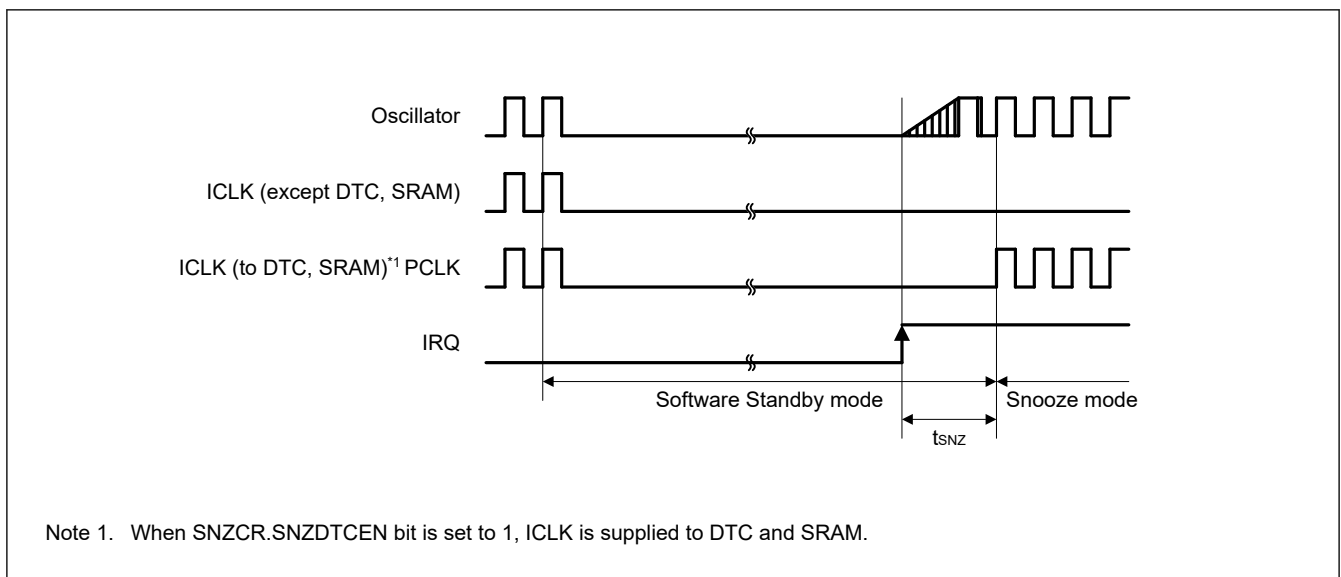 Oscillator
ICLK (except DTC, SRAM)
ICLK (to DTC, SRAM)*1 PCLK
IRQ
Software Standby mode
Snooze mode
tSNZ
Note 1. When SNZCR.SNZDTCEN bit is set to 1, ICLK is supplied to DTC and SRAM.